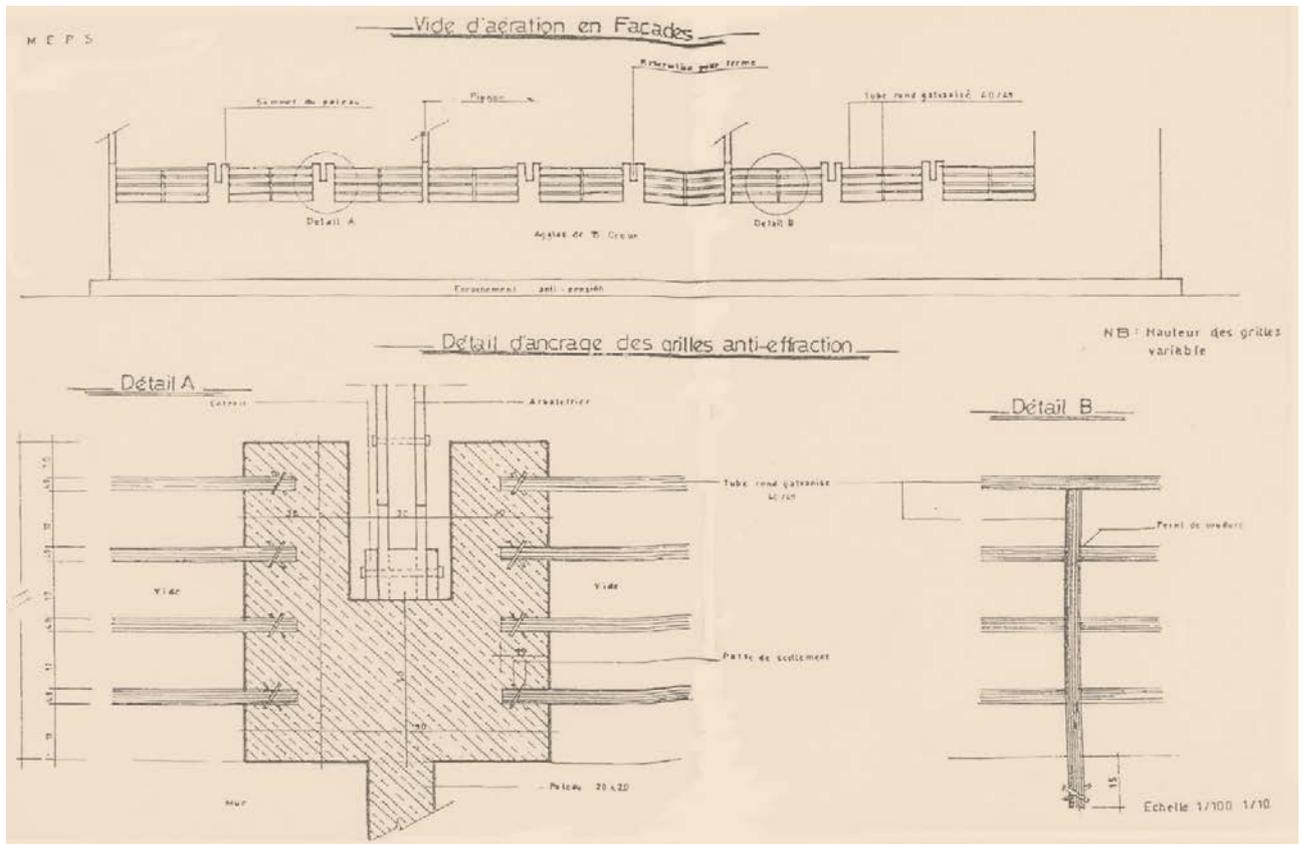 Vide d'aération en Façades
MEPS
Réservation pour ferme
Sommet du poteau
Pignon
Tube rond galvanisé 40/49
Détail A
Détail B
Agglos de 15 Creux
anti-érosion
Détail d'ancrage des grilles anti-effraction
NB : Hauteur des grilles
variable
Détail A
Entrait
Arbalétrier
Détail B
Tube rond galvanisé
40/49
Point de soudure
Vide
Vide
Patte de scellement
Poteau 20 x 20
Mur
15
Echelle 1/100 1/10